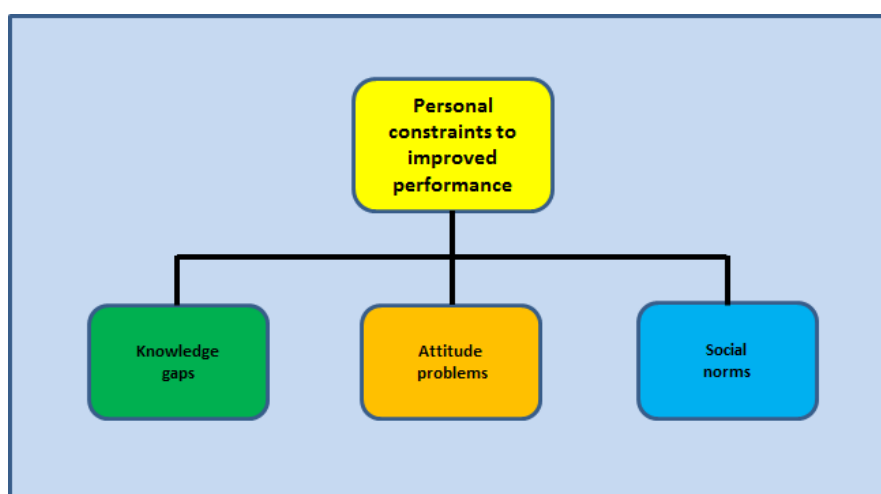 Personal
constraints to
improved
performance
Knowledge
gaps
Attitude
problems
Social
norms